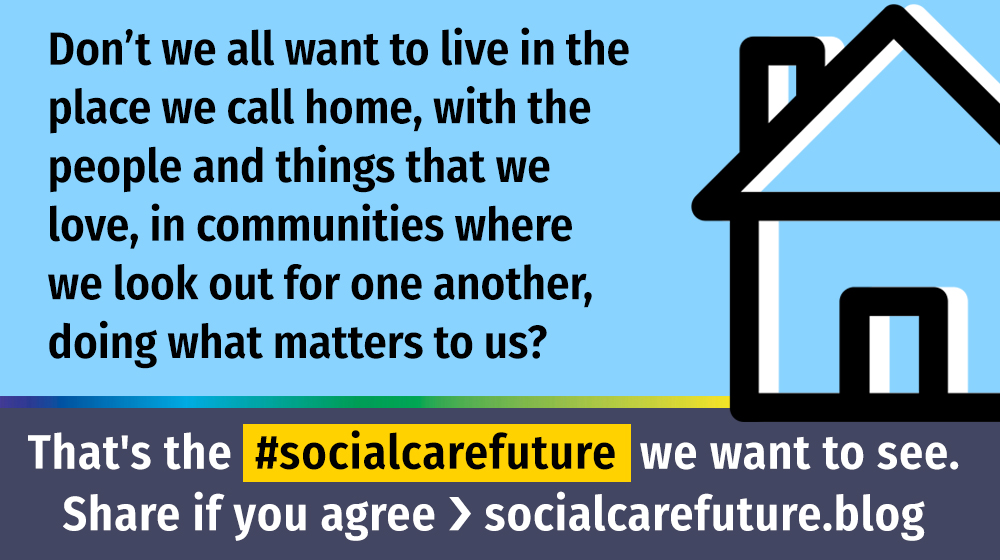 Don’t we all want to live in the
place we call home, with the
people and things that we
love, in communities where
we look out for one another,
doing what matters to us?
That's the #socialcarefuture we want to see.
Share if you agree ❯ socialcarefuture.blog